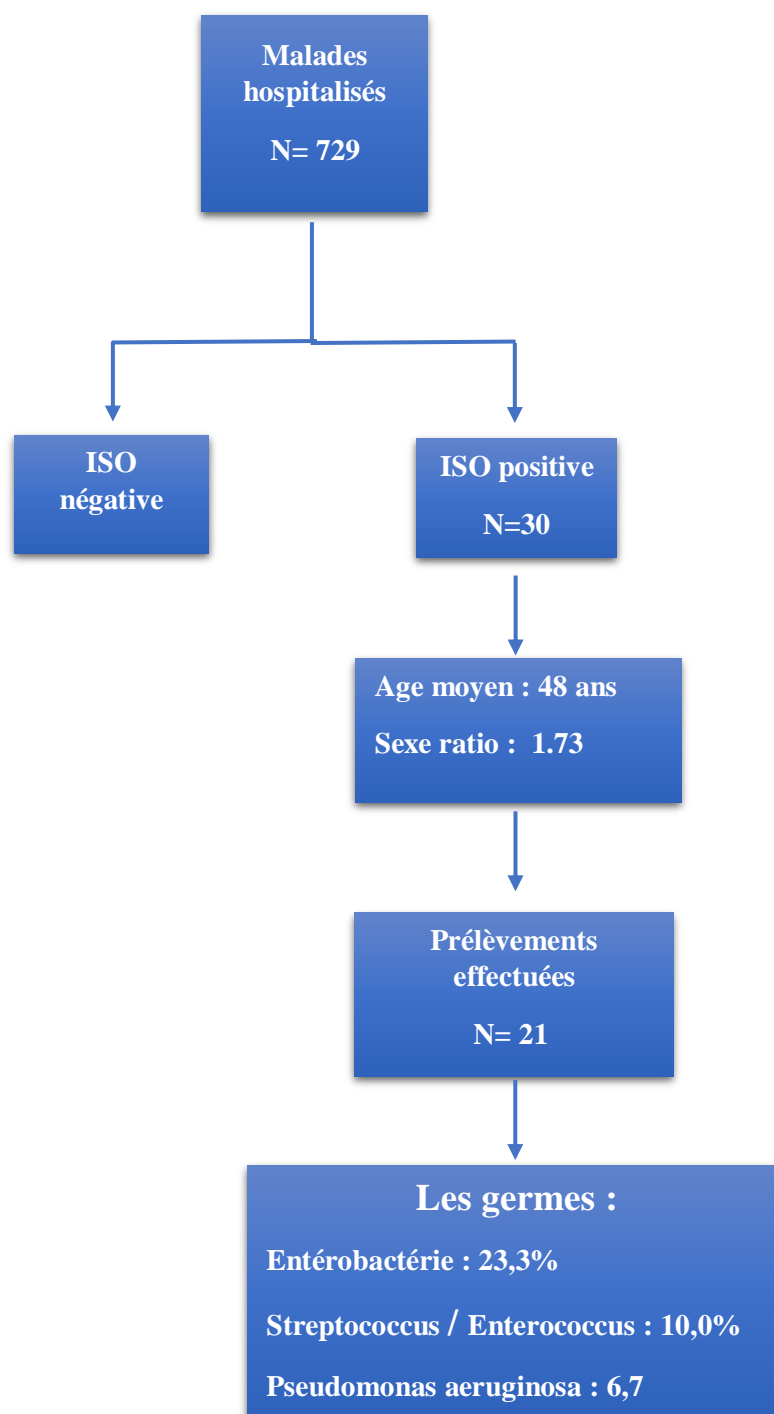 Malades
hospitalisés
N= 729
ISO
négative
ISO positive
N=30
Age moyen : 48 ans
Sexe ratio :  1.73
Prélèvements
effectuées
N= 21
Les germes :
Entérobactérie : 23,3%
Streptococcus / Enterococcus : 10,0%
Pseudomonas aeruginosa : 6,7